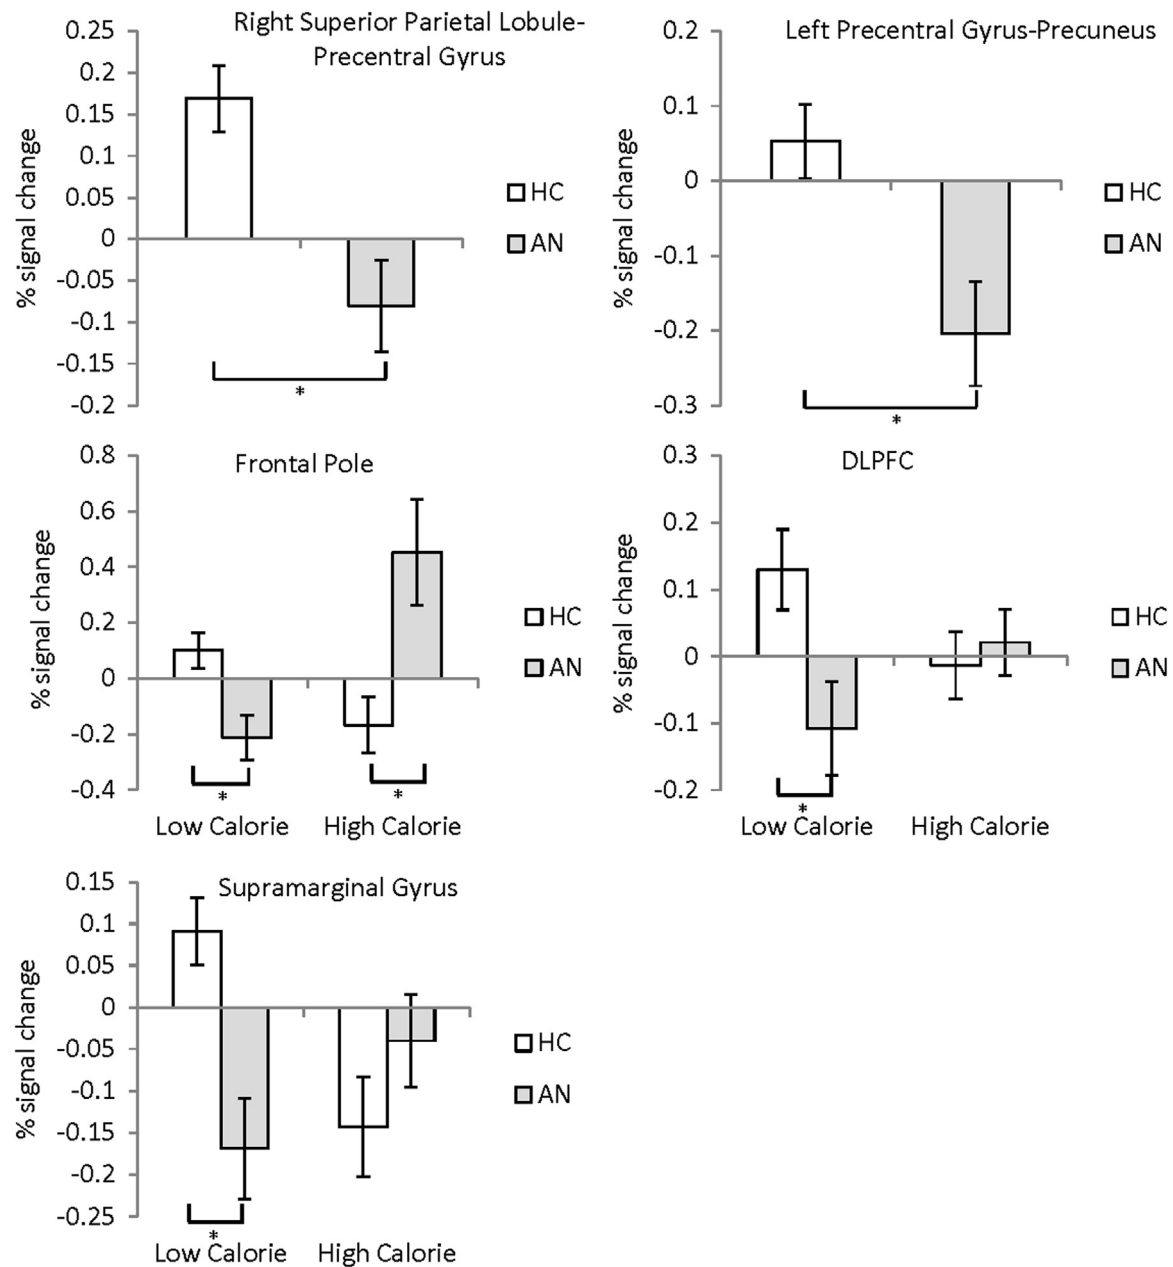 Right Superior Parietal Lobule-
Precentral Gyrus
0.25
0.2
0.15
0.1
0.05
0
-0.05
-0.1
-0.15
-0.2
% signal change
HC
AN
*
Left Precentral Gyrus-Precuneus
0.2
0.1
0
-0.1
-0.2
-0.3
% signal change
HC
AN
*
Frontal Pole
0.8
0.6
0.4
0.2
0
-0.2
-0.4
% signal change
HC
AN
*
*
Low Calorie
High Calorie
DLPFC
0.3
0.2
0.1
0
-0.1
-0.2
% signal change
HC
AN
*
Low Calorie
High Calorie
Supramarginal Gyrus
0.15
0.1
0.05
0
-0.05
-0.1
-0.15
-0.2
-0.25
% signal change
HC
AN
*
Low Calorie
High Calorie